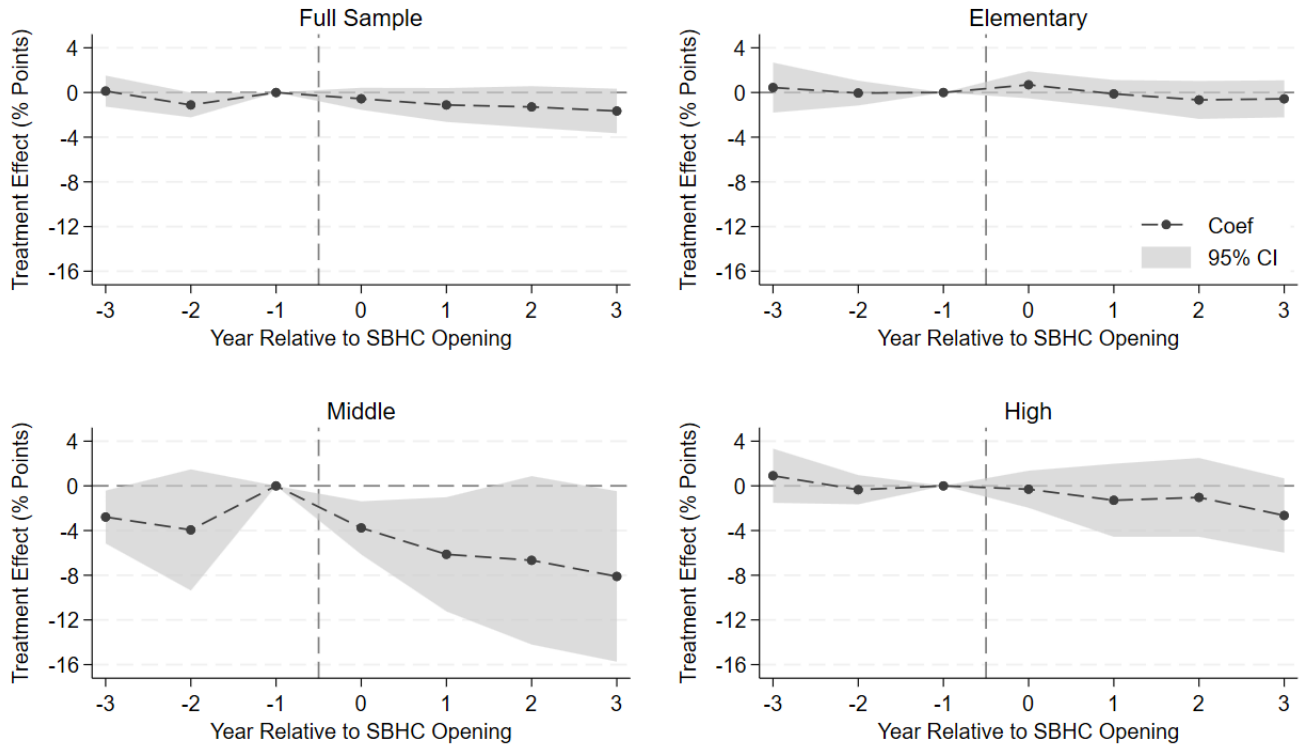 Full Sample
Treatment Effect (% Points)
4
0
-4
-8
-12
-16
-3 -2 -1 0 1 2 3
Year Relative to SBHC Opening
Elementary
Treatment Effect (% Points)
4
0
-4
-8
-12
-16
Coef
95% CI
-3 -2 -1 0 1 2 3
Year Relative to SBHC Opening
Middle
Treatment Effect (% Points)
4
0
-4
-8
-12
-16
-3 -2 -1 0 1 2 3
Year Relative to SBHC Opening
High
Treatment Effect (% Points)
4
0
-4
-8
-12
-16
-3 -2 -1 0 1 2 3
Year Relative to SBHC Opening